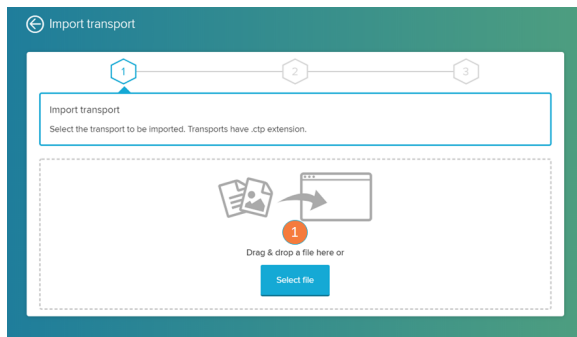 Import transport
1
2
3
Import transport
Select the transport to be imported. Transports have .ctp extension.
1
Drag & drop a file here or
Select file